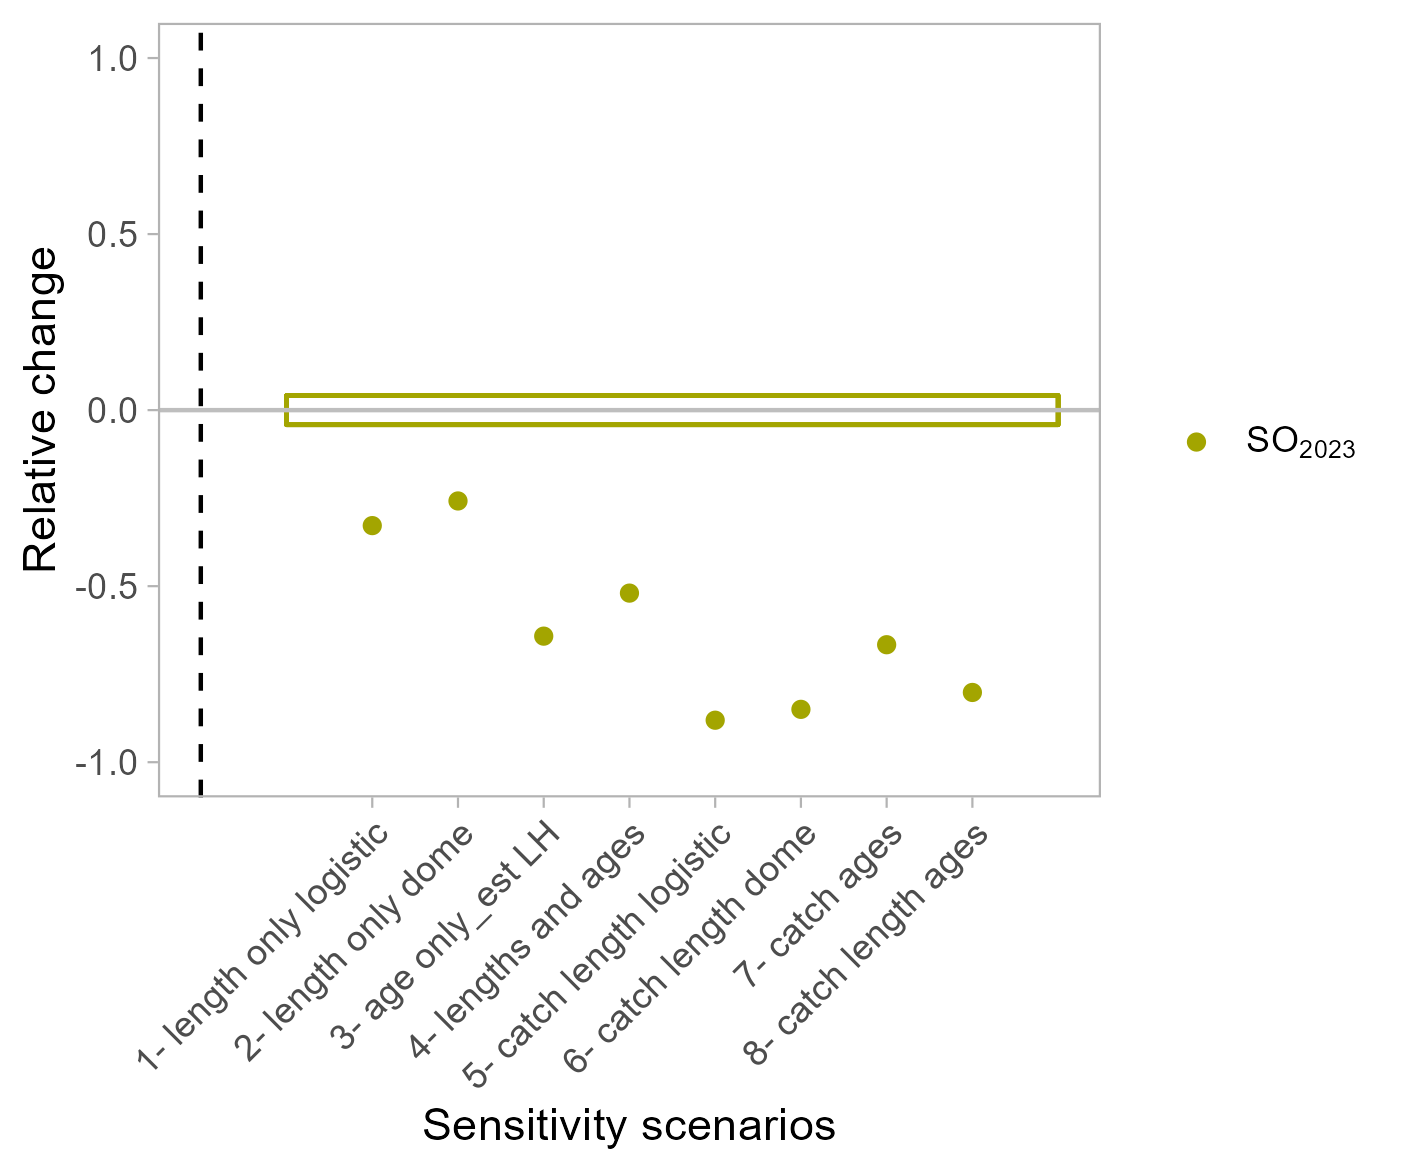 1.0
0.5
0.0
-0.5
-1.0
Relative change
1- length only logistic
2- length only dome
3- age only_est LH
4- lengths and ages
5- catch length logistic
6- catch length dome
7- catch ages
8- catch length ages
Sensitivity scenarios
SO2023